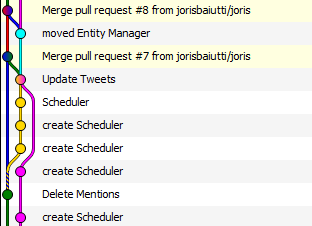 Merge pull request #8 from jorisbaiutti/joris
moved Entity Manager
Merge pull request #7 from jorisbaiutti/joris
Update Tweets
Scheduler
create Scheduler
create Scheduler
create Scheduler
Delete Mentions
create Scheduler